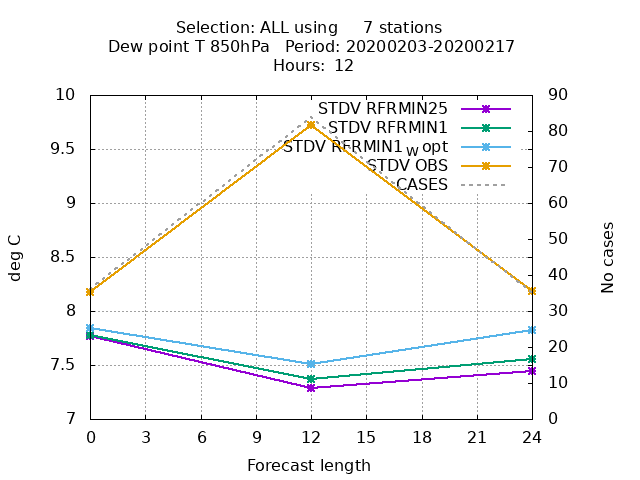 Selection: ALL using     7 stations
Dew point T 850hPa   Period: 20200203-20200217
Hours: 12
10
9.5
9
8.5
8
7.5
7
deg C
90
80
70
60
50
40
30
20
10
0
No cases
STDV RFRMIN25
STDV RFRMIN1
STDV RFRMIN1_W opt
STDV OBS
CASES
0 3 6 9 12 15 18 21 24
Forecast length